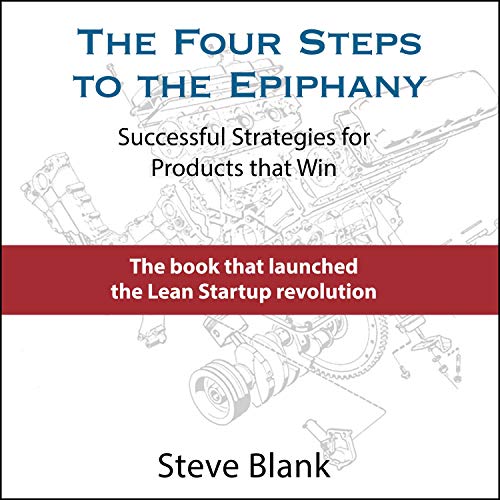 THE FOUR STEPS
TO THE EPIPHANY
Successful Strategies for
Products that Win
The book that launched
the Lean Startup revolution
Steve Blank